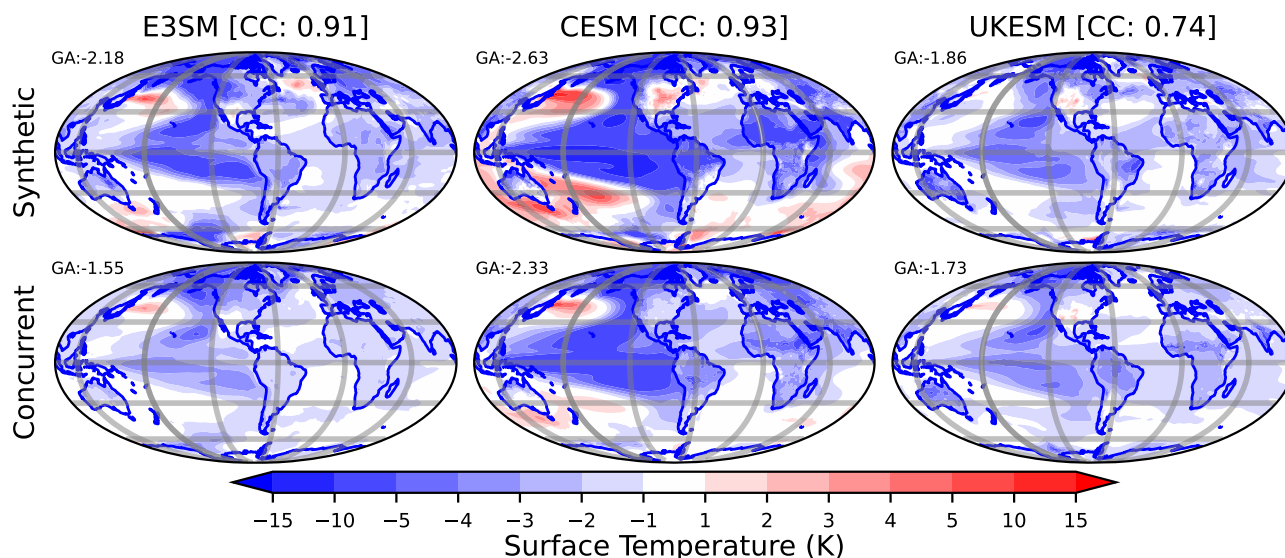 E3SM [CC: 0.91] CESM [CC: 0.93] UKESM [CC: 0.74]
GA:-2.18 GA:-2.63 GA:-1.86
Synthetic
GA:-1.55 GA:-2.33 GA:-1.73
Concurrent
−15 −10 −5 −4 −3 −2 −1 1 2 3 4 5 10 15
Surface Temperature (K)